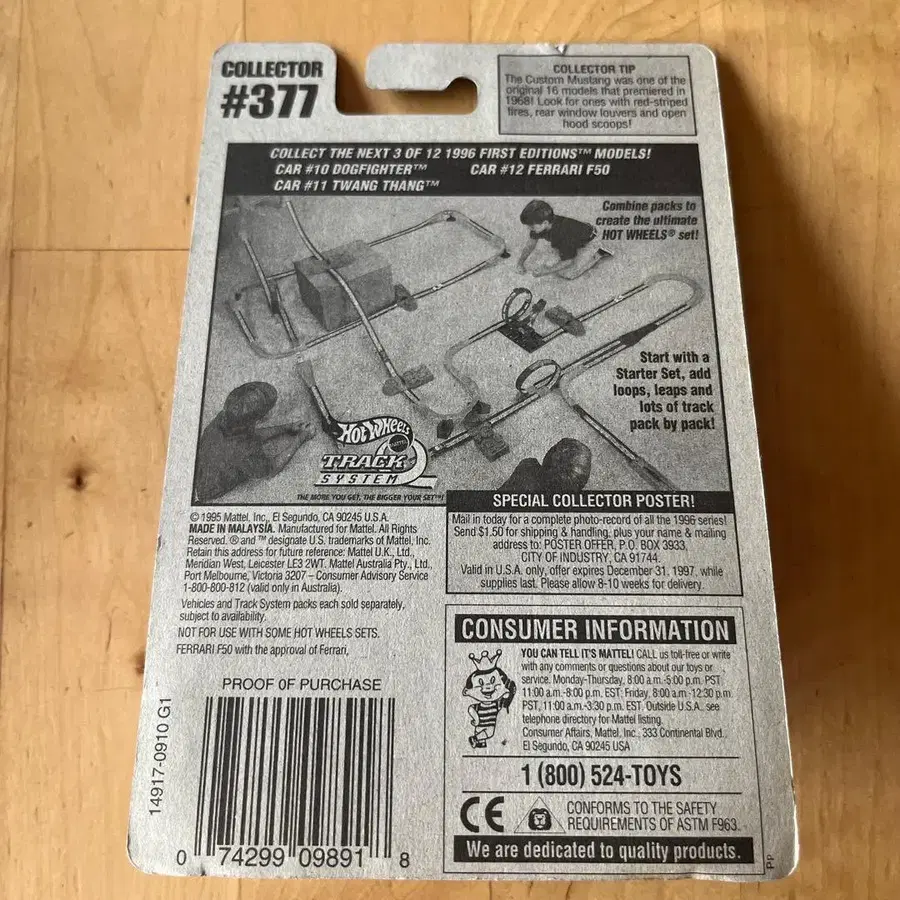 COLLECTOR
#377
COLLECTOR TIP
The Custom Mustang was one of the
original 16 models that premiered in
1968! Look for ones with red-striped
tires, rear window louvers and open
hood scoops!
COLLECT THE NEXT 3 OF 12 1996 FIRST EDITIONS™ MODELS!
CAR #10 DOGFIGHTER™ CAR #12 FERRARI F50
CAR #11 TWANG THANG™
Combine packs to
create the ultimate
HOT WHEELS® set!
Start with a
Starter Set, add
loops, leaps and
lots of track
pack by pack!
HOT WHEELS
MATTEL
TRACK
SYSTEM
THE MORE YOU GET, THE BIGGER YOUR SET™!
© 1995 Mattel, Inc., El Segundo, CA 90245 U.S.A.
MADE IN MALAYSIA. Manufactured for Mattel. All Rights
Reserved. ® and ™ designate U.S. trademarks of Mattel, Inc.
Retain this address for future reference: Mattel U.K., Ltd.,
Meridian West, Leicester LE3 2WT. Mattel Australia Pty., Ltd.,
Port Melbourne, Victoria 3207 – Consumer Advisory Service
1-800-800-812 (valid only in Australia).
Vehicles and Track System packs each sold separately,
subject to availability.
NOT FOR USE WITH SOME HOT WHEELS SETS.
FERRARI F50 with the approval of Ferrari,
SPECIAL COLLECTOR POSTER!
Mail in today for a complete photo-record of all the 1996 series!
Send $1.50 for shipping & handling, plus your name & mailing
address to: POSTER OFFER, P.O. BOX 3933,
CITY OF INDUSTRY, CA 91744
Valid in U.S.A. only, offer expires December 31, 1997, while
supplies last. Please allow 8-10 weeks for delivery.
CONSUMER INFORMATION
YOU CAN TELL IT'S MATTEL! CALL us toll-free or write
with any comments or questions about our toys or
service. Monday-Thursday, 8:00 a.m.-5:00 p.m. PST,
11:00 a.m.-8:00 p.m. EST; Friday, 8:00 a.m.-12:30 p.m.
PST, 11:00 a.m.-3:30 p.m. EST. Outside U.S.A., see
telephone directory for Mattel listing.
Consumer Affairs, Mattel, Inc., 333 Continental Blvd.,
El Segundo, CA 90245 USA
1 (800) 524-TOYS
CE
CONFORMS TO THE SAFETY
REQUIREMENTS OF ASTM F963.
We are dedicated to quality products.
PROOF OF PURCHASE
14917-0910 G1
0 74299 09891 8
Pp